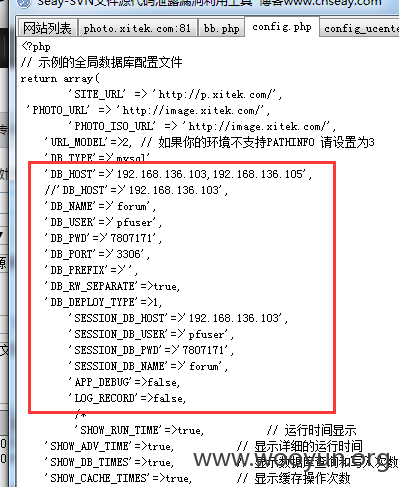 Seay-SVN文件源代码泄露漏洞利用工具 博客www.cnseay.com
网站列表 photo.xitek.com:81 bb.php config.php config_ucente
<?php
// 示例的全局数据库配置文件
return array(
'SITE_URL' => 'http://p.xitek.com/',
'PHOTO_URL' => 'http://image.xitek.com/',
'PHOTO_ISO_URL' => 'http://image.xitek.com/',
'URL_MODEL'=>2, // 如果你的环境不支持PATHINFO 请设置为3
'DB_TYPE'=>'mysql'
'DB_HOST'=>'192.168.136.103,192.168.136.105',
//'DB_HOST'=>'192.168.136.103',
'DB_NAME'=>'forum',
'DB_USER'=>'pfuser',
'DB_PWD'=>'7807171',
'DB_PORT'=>'3306',
'DB_PREFIX'=>'',
'DB_RW_SEPARATE'=>true,
'DB_DEPLOY_TYPE'=>1,
'SESSION_DB_HOST'=>'192.168.136.103',
'SESSION_DB_USER'=>'pfuser',
'SESSION_DB_PWD'=>'7807171',
'SESSION_DB_NAME'=>'forum',
'APP_DEBUG'=>false,
'LOG_RECORD'=>false,
/*
'SHOW_RUN_TIME'=>true, // 运行时间显示
'SHOW_ADV_TIME'=>true, // 显示详细的运行时间
'SHOW_DB_TIMES'=>true, // 显示数据库查询和写入次数
'SHOW_CACHE_TIMES'=>true, // 显示缓存操作次数
www.wooyun.org